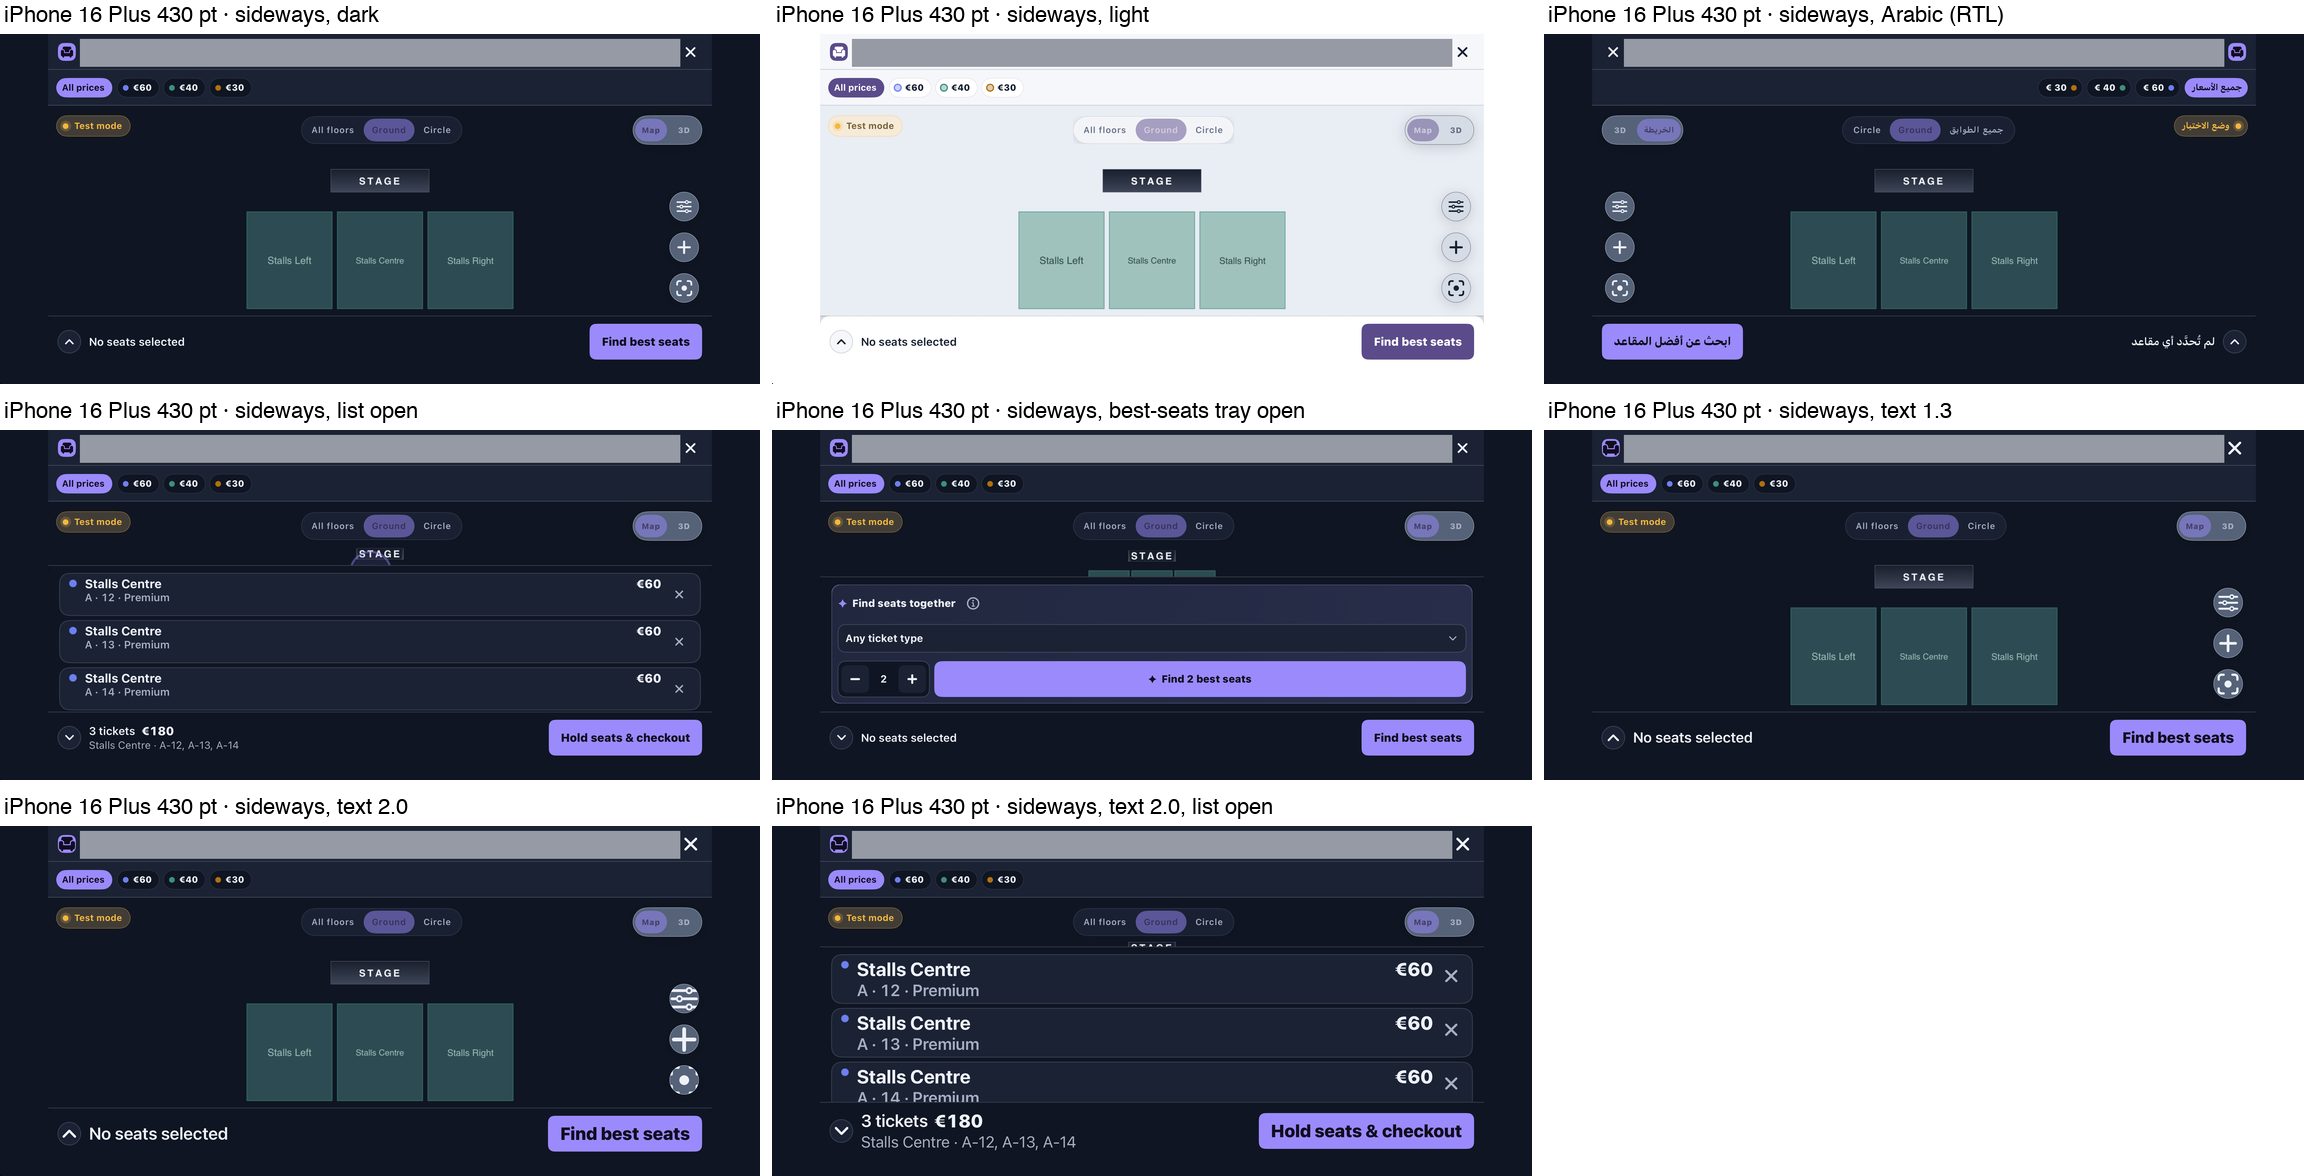 iPhone 16 Plus 430 pt · sideways, dark
All prices €60 €40 €30
Test mode All floors Ground Circle Map 3D
STAGE
Stalls Left Stalls Centre Stalls Right
No seats selected Find best seats
iPhone 16 Plus 430 pt · sideways, light
All prices €60 €40 €30
Test mode All floors Ground Circle Map 3D
STAGE
Stalls Left Stalls Centre Stalls Right
No seats selected Find best seats
iPhone 16 Plus 430 pt · sideways, Arabic (RTL)
جميع الأسعار € 60 € 40 € 30
وضع الاختبار جميع الطوابق Ground Circle الخريطة 3D
STAGE
Stalls Left Stalls Centre Stalls Right
لم تُحدَّد أي مقاعد ابحث عن أفضل المقاعد
iPhone 16 Plus 430 pt · sideways, list open
All prices €60 €40 €30
Test mode All floors Ground Circle Map 3D
STAGE
Stalls Centre €60
A · 12 · Premium
Stalls Centre €60
A · 13 · Premium
Stalls Centre €60
A · 14 · Premium
3 tickets €180 Hold seats & checkout
Stalls Centre · A-12, A-13, A-14
iPhone 16 Plus 430 pt · sideways, best-seats tray open
All prices €60 €40 €30
Test mode All floors Ground Circle Map 3D
STAGE
Find seats together
Any ticket type
2 Find 2 best seats
No seats selected Find best seats
iPhone 16 Plus 430 pt · sideways, text 1.3
All prices €60 €40 €30
Test mode All floors Ground Circle Map 3D
STAGE
Stalls Left Stalls Centre Stalls Right
No seats selected Find best seats
iPhone 16 Plus 430 pt · sideways, text 2.0
All prices €60 €40 €30
Test mode All floors Ground Circle Map 3D
STAGE
Stalls Left Stalls Centre Stalls Right
No seats selected Find best seats
iPhone 16 Plus 430 pt · sideways, text 2.0, list open
All prices €60 €40 €30
Test mode All floors Ground Circle Map 3D
STAGE
Stalls Centre €60
A · 12 · Premium
Stalls Centre €60
A · 13 · Premium
Stalls Centre €60
A · 14 · Premium
3 tickets €180 Hold seats & checkout
Stalls Centre · A-12, A-13, A-14